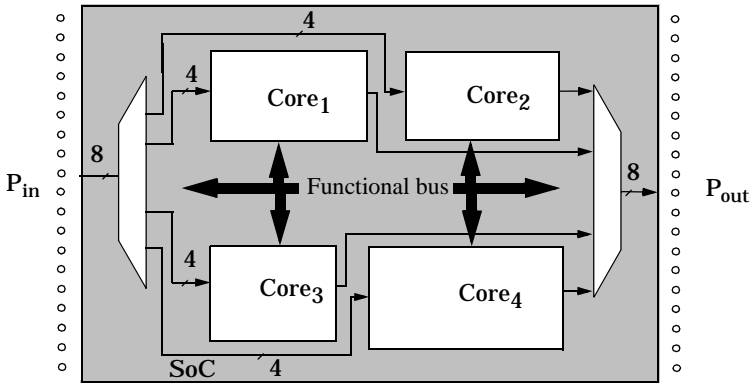 4
4
Core1
Core2
8
8
Pin
Functional bus
Pout
4
Core3
Core4
SoC
4